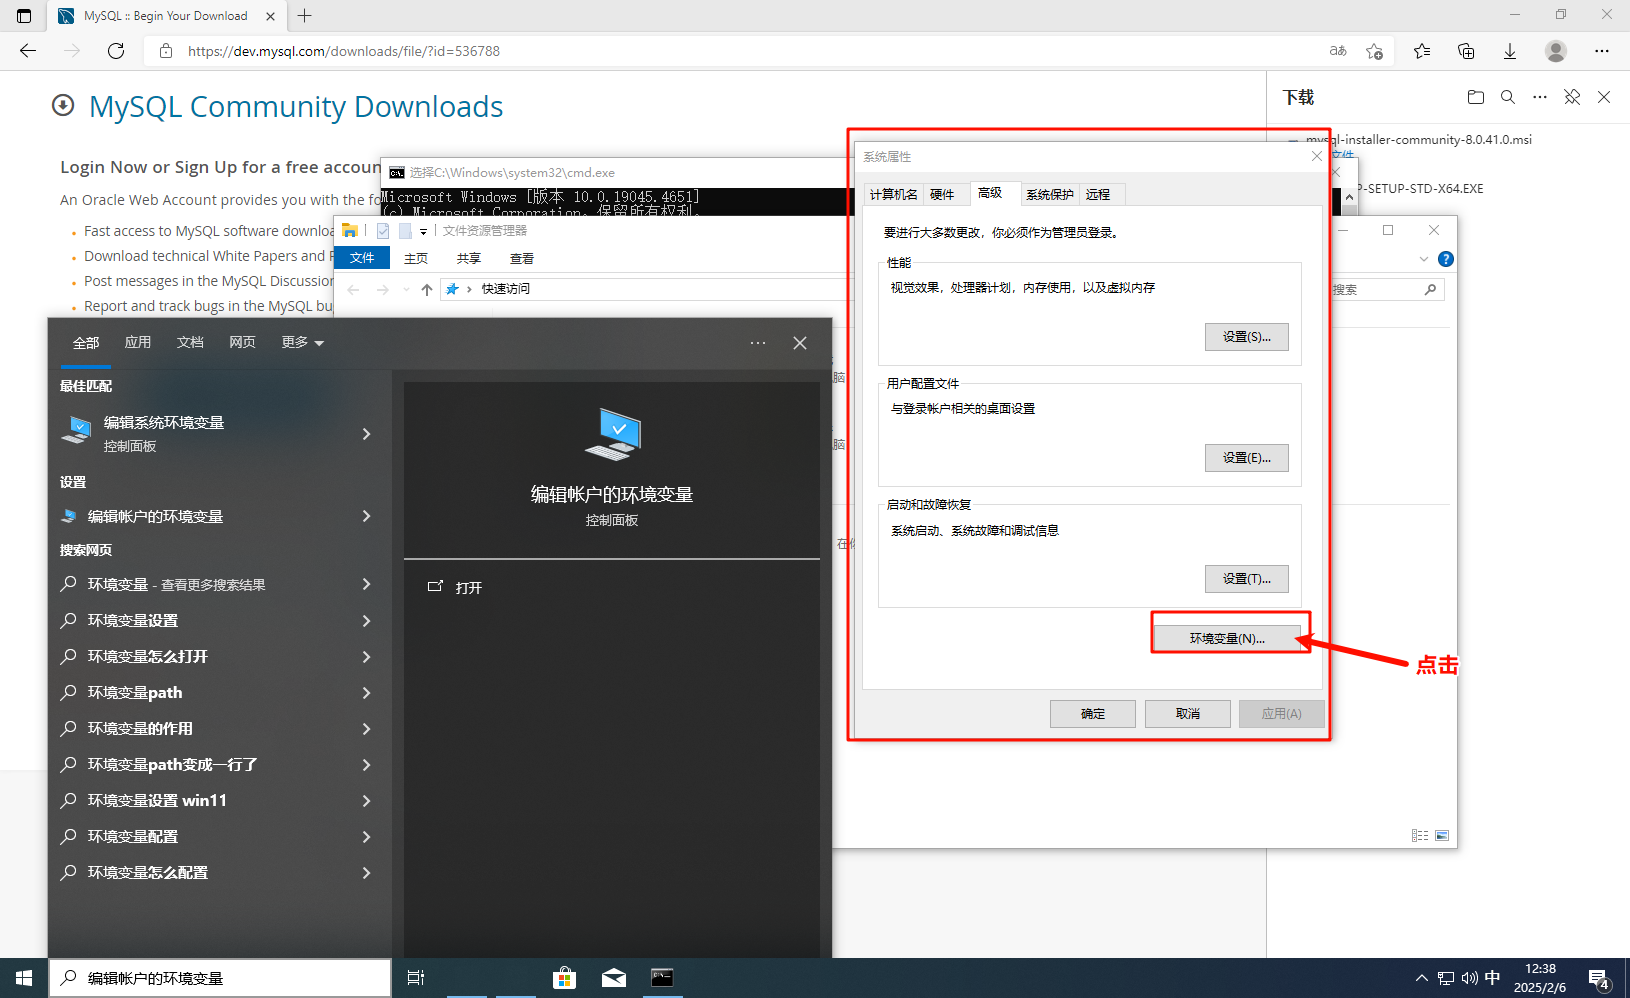 MySQL :: Begin Your Download
https://dev.mysql.com/downloads/file/?id=536788
aあ
MySQL Community Downloads
Login Now or Sign Up for a free accoun
An Oracle Web Account provides you with the fo
Fast access to MySQL software downloa
Download technical White Papers and P
Post messages in the MySQL Discussion
Report and track bugs in the MySQL bu
下载
mysql-installer-community-8.0.41.0.msi
文件
P-SETUP-STD-X64.EXE
选择C:\Windows\system32\cmd.exe
Microsoft Windows [版本 10.0.19045.4651]
(c) Microsoft Corporation。保留所有权利。
文件资源管理器
文件
主页
共享
查看
快速访问
搜索
脑
脑
在
系统属性
计算机名 硬件 高级 系统保护 远程
要进行大多数更改，你必须作为管理员登录。
性能
视觉效果，处理器计划，内存使用，以及虚拟内存
设置(S)...
用户配置文件
与登录帐户相关的桌面设置
设置(E)...
启动和故障恢复
系统启动、系统故障和调试信息
设置(T)...
环境变量(N)...
点击
确定 取消 应用(A)
全部 应用 文档 网页 更多
最佳匹配
编辑系统环境变量
控制面板
设置
编辑帐户的环境变量
搜索网页
环境变量 - 查看更多搜索结果
环境变量设置
环境变量怎么打开
环境变量path
环境变量的作用
环境变量path变成一行了
环境变量设置 win11
环境变量配置
环境变量怎么配置
编辑帐户的环境变量
控制面板
打开
编辑帐户的环境变量
中
12:38
2025/2/6
4